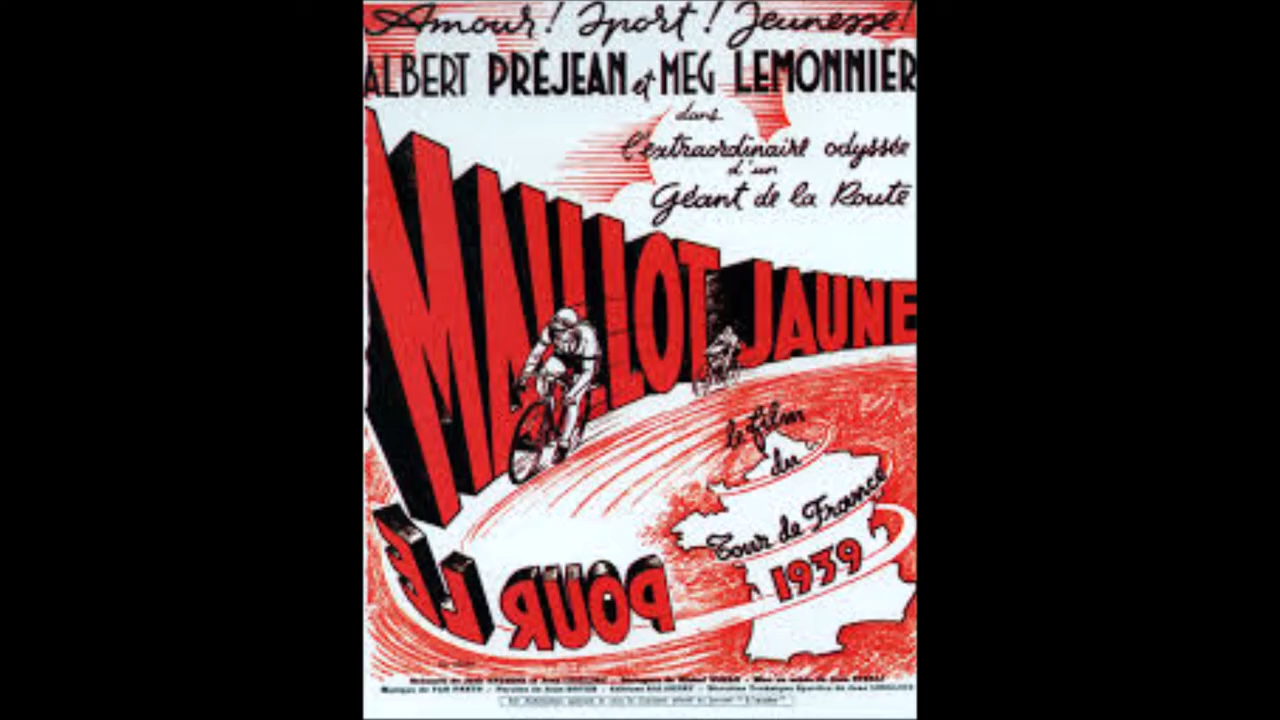 Amour! Sport! Jeunesse!
ALBERT PRÉJEAN et MEG LEMONNIER
dans
l'extraordinaire odyssée
d'un
Géant de la Route
POUR LE
MAILLOT JAUNE
le film
du
Tour de France
1939